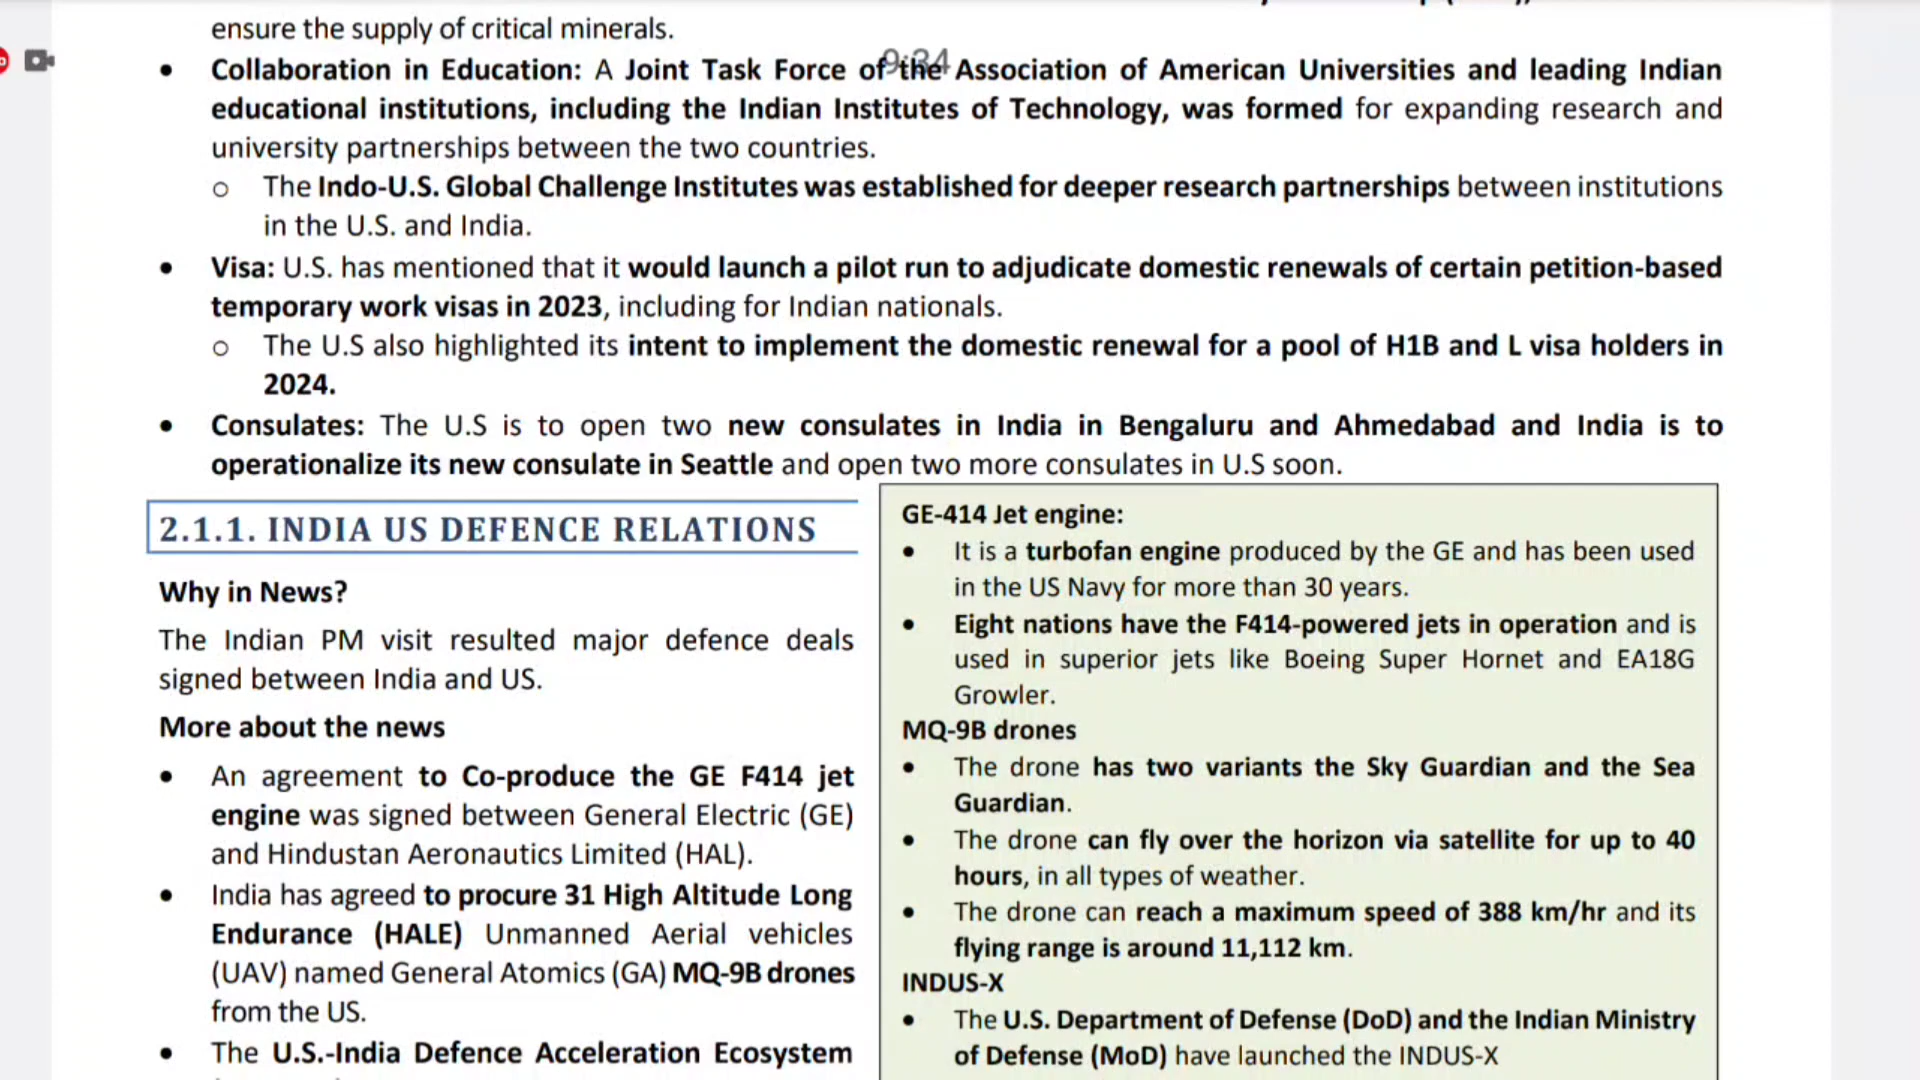 ensure the supply of critical minerals.
9:34
• Collaboration in Education: A Joint Task Force of the Association of American Universities and leading Indian
educational institutions, including the Indian Institutes of Technology, was formed for expanding research and
university partnerships between the two countries.
o The Indo-U.S. Global Challenge Institutes was established for deeper research partnerships between institutions
in the U.S. and India.
• Visa: U.S. has mentioned that it would launch a pilot run to adjudicate domestic renewals of certain petition-based
temporary work visas in 2023, including for Indian nationals.
o The U.S also highlighted its intent to implement the domestic renewal for a pool of H1B and L visa holders in
2024.
• Consulates: The U.S is to open two new consulates in India in Bengaluru and Ahmedabad and India is to
operationalize its new consulate in Seattle and open two more consulates in U.S soon.
2.1.1. INDIA US DEFENCE RELATIONS
Why in News?
The Indian PM visit resulted major defence deals
signed between India and US.
More about the news
• An agreement to Co-produce the GE F414 jet
engine was signed between General Electric (GE)
and Hindustan Aeronautics Limited (HAL).
• India has agreed to procure 31 High Altitude Long
Endurance (HALE) Unmanned Aerial vehicles
(UAV) named General Atomics (GA) MQ-9B drones
from the US.
• The U.S.-India Defence Acceleration Ecosystem
GE-414 Jet engine:
• It is a turbofan engine produced by the GE and has been used
in the US Navy for more than 30 years.
• Eight nations have the F414-powered jets in operation and is
used in superior jets like Boeing Super Hornet and EA18G
Growler.
MQ-9B drones
• The drone has two variants the Sky Guardian and the Sea
Guardian.
• The drone can fly over the horizon via satellite for up to 40
hours, in all types of weather.
• The drone can reach a maximum speed of 388 km/hr and its
flying range is around 11,112 km.
INDUS-X
• The U.S. Department of Defense (DoD) and the Indian Ministry
of Defense (MoD) have launched the INDUS-X